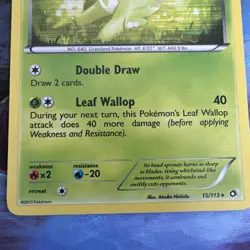 NO. 640 Grassland Pokémon HT: 6'07" WT: 440.9 lbs.
Double Draw
Draw 2 cards.
Leaf Wallop 40
During your next turn, this Pokémon's Leaf Wallop
attack does 40 more damage (before applying
Weakness and Resistance).
weakness resistance
×2 -20
retreat
Its head sprouts horns as sharp
as blades. Using whirlwind-like
movements, it confounds and
swiftly cuts opponents.
Illus. Atsuko Nishida 15/113 ★
©2013 Pokémon